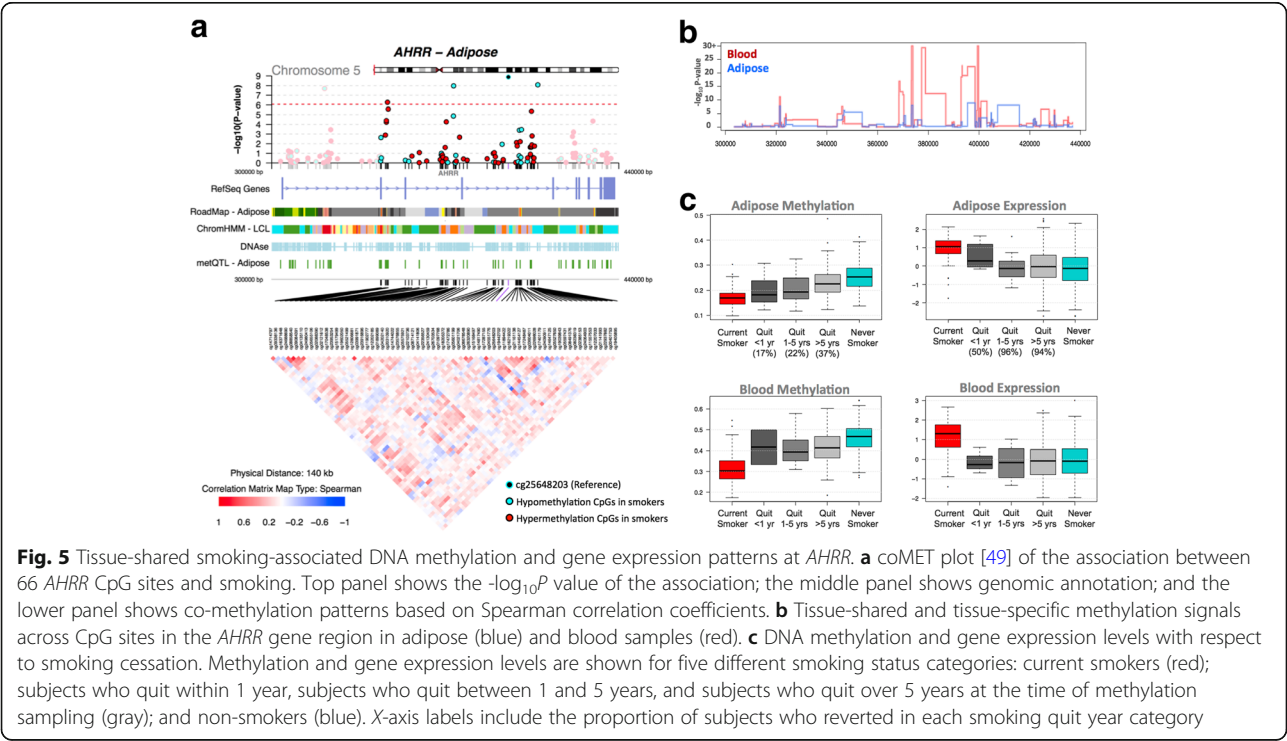 a
AHRR – Adipose
Chromosome 5
–log10(P–value)
9
8
7
6
5
4
3
2
1
0
300000 bp
AHRR
440000 bp
RefSeq Genes
RoadMap - Adipose
ChromHMM - LCL
DNAse
metQTL - Adipose
300000 bp
440000 bp
Physical Distance: 140 kb
Correlation Matrix Map Type: Spearman
1 0.6 0.2 -0.2 -0.6 -1
cg25648203 (Reference)
Hypomethylation CpGs in smokers
Hypermethylation CpGs in smokers
b
Blood
Adipose
-log10 P-value
30+
25
20
15
10
5
0
300000 320000 340000 360000 380000 400000 420000 440000
c
Adipose Methylation
0.5
0.4
0.3
0.2
0.1
Current Smoker
Quit <1 yr (17%)
Quit 1-5 yrs (22%)
Quit >5 yrs (37%)
Never Smoker
Adipose Expression
2
1
0
−1
−2
Current Smoker
Quit <1 yr (50%)
Quit 1-5 yrs (96%)
Quit >5 yrs (94%)
Never Smoker
Blood Methylation
0.6
0.5
0.4
0.3
0.2
Current Smoker
Quit <1 yr
Quit 1-5 yrs
Quit >5 yrs
Never Smoker
Blood Expression
3
2
1
0
−1
−2
Current Smoker
Quit <1 yr
Quit 1-5 yrs
Quit >5 yrs
Never Smoker
Fig. 5 Tissue-shared smoking-associated DNA methylation and gene expression patterns at AHRR. a coMET plot [49] of the association between
66 AHRR CpG sites and smoking. Top panel shows the -log10P value of the association; the middle panel shows genomic annotation; and the
lower panel shows co-methylation patterns based on Spearman correlation coefficients. b Tissue-shared and tissue-specific methylation signals
across CpG sites in the AHRR gene region in adipose (blue) and blood samples (red). c DNA methylation and gene expression levels with respect
to smoking cessation. Methylation and gene expression levels are shown for five different smoking status categories: current smokers (red);
subjects who quit within 1 year, subjects who quit between 1 and 5 years, and subjects who quit over 5 years at the time of methylation
sampling (gray); and non-smokers (blue). X-axis labels include the proportion of subjects who reverted in each smoking quit year category